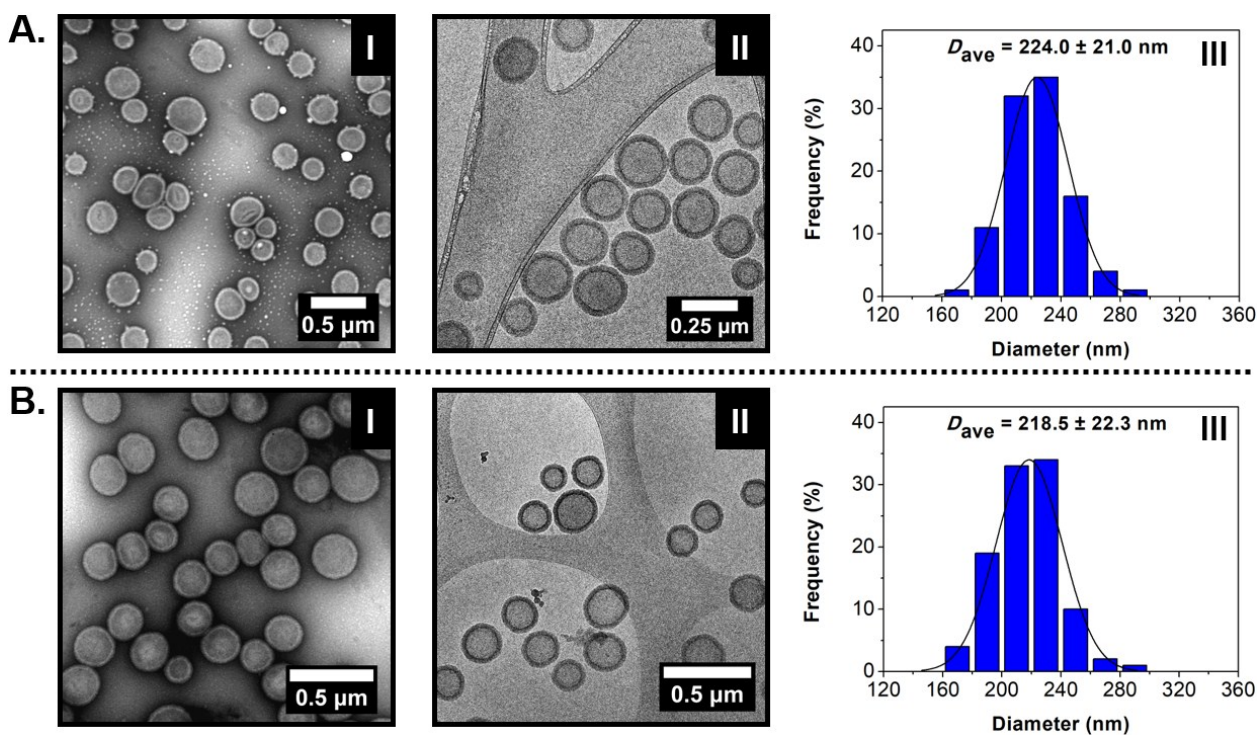 A.
I
0.5 µm
II
0.25 µm
D ave = 224.0 ± 21.0 nm
III
Frequency (%)
40
30
20
10
0
120 160 200 240 280 320 360
Diameter (nm)
B.
I
0.5 µm
II
0.5 µm
D ave = 218.5 ± 22.3 nm
III
Frequency (%)
40
30
20
10
0
120 160 200 240 280 320 360
Diameter (nm)